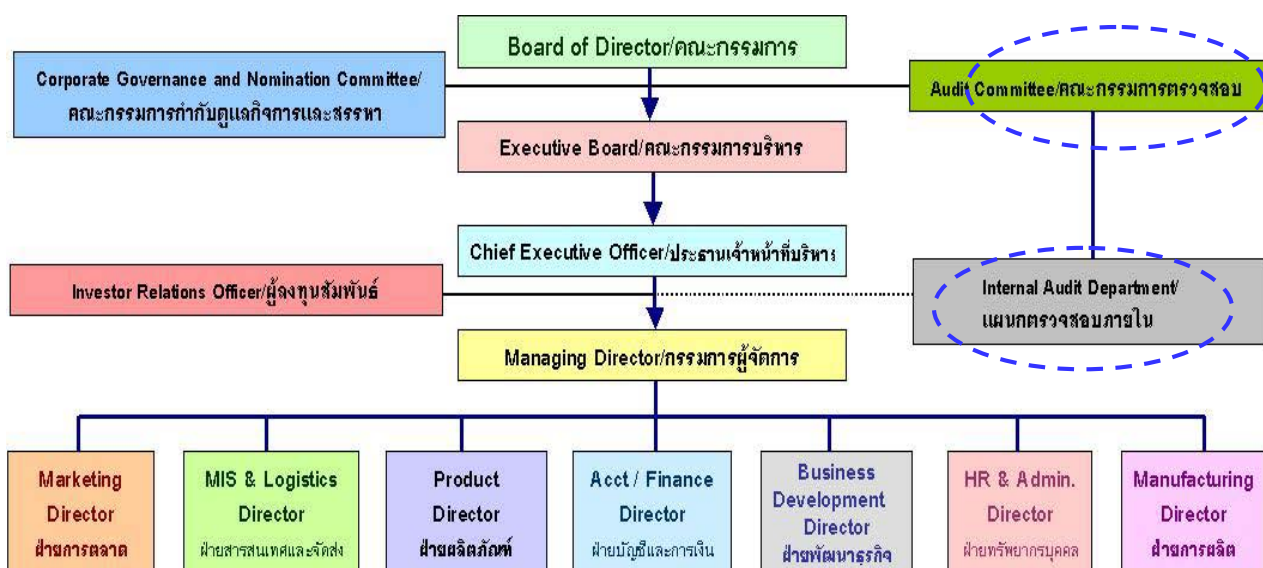 Board of Director/คณะกรรมการ
Corporate Governance and Nomination Committee/
คณะกรรมการกำกับดูแลกิจการและสรรหา
Audit Committee/คณะกรรมการตรวจสอบ
Executive Board/คณะกรรมการบริหาร
Chief Executive Officer/ประธานเจ้าหน้าที่บริหาร
Investor Relations Officer/ผู้ลงทุนสัมพันธ์
Internal Audit Department/
แผนกตรวจสอบภายใน
Managing Director/กรรมการผู้จัดการ
Marketing
Director
ฝ่ายการตลาด
MIS & Logistics
Director
ฝ่ายสารสนเทศและจัดส่ง
Product
Director
ฝ่ายผลิตภัณฑ์
Acct / Finance
Director
ฝ่ายบัญชีและการเงิน
Business
Development
Director
ฝ่ายพัฒนาธุรกิจ
HR & Admin.
Director
ฝ่ายทรัพยากรบุคคล
Manufacturing
Director
ฝ่ายการผลิต